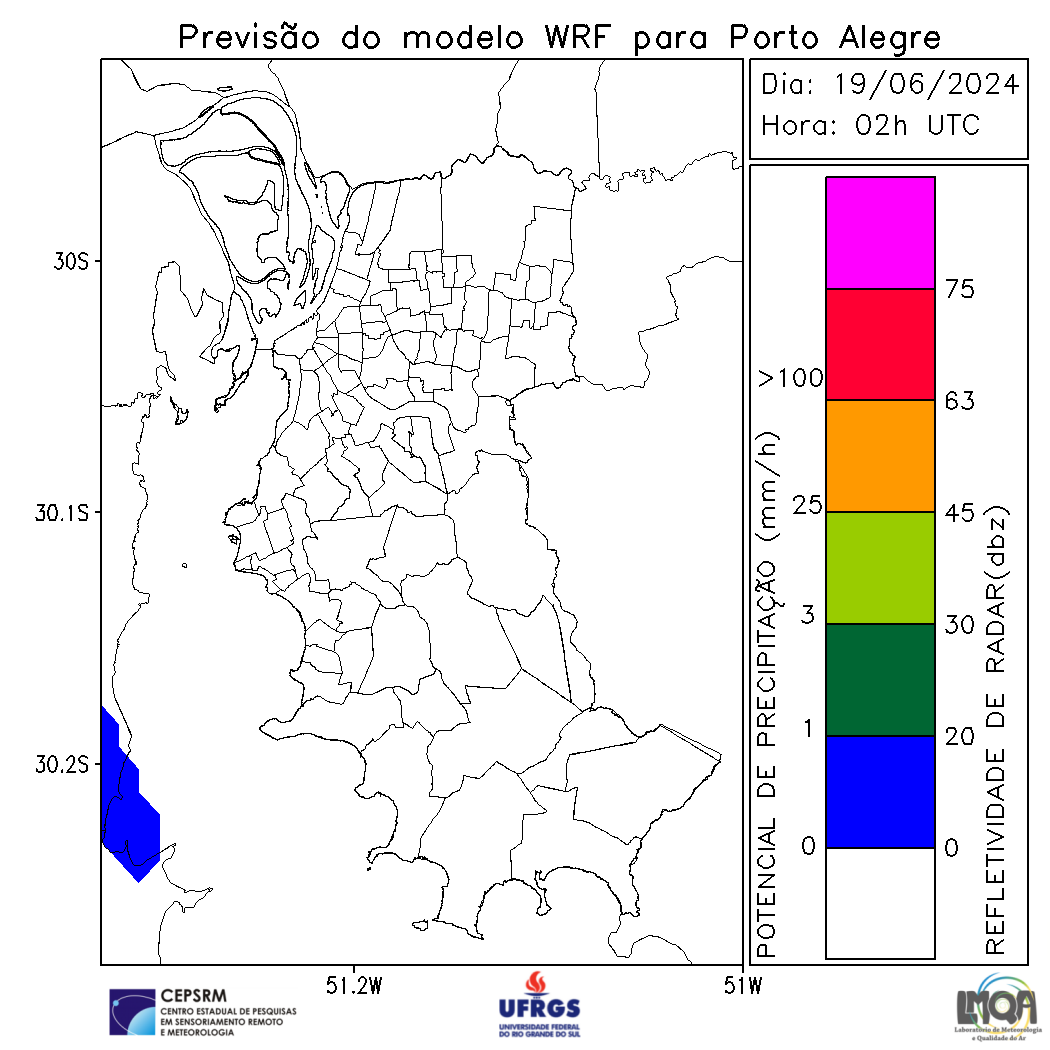 Previsão do modelo WRF para Porto Alegre
Dia: 19/06/2024
Hora: 02h UTC
30S
30.1S
30.2S
51.2W
51W
POTENCIAL DE PRECIPITAÇÃO (mm/h)
>100
25
3
1
0
75
63
45
30
20
0
REFLETIVIDADE DE RADAR(dbz)
CEPSRM
CENTRO ESTADUAL DE PESQUISAS
EM SENSORIAMENTO REMOTO
E METEOROLOGIA
UFRGS
UNIVERSIDADE FEDERAL
DO RIO GRANDE DO SUL
LMQA
Laboratório de Meteorologia
e Qualidade do Ar